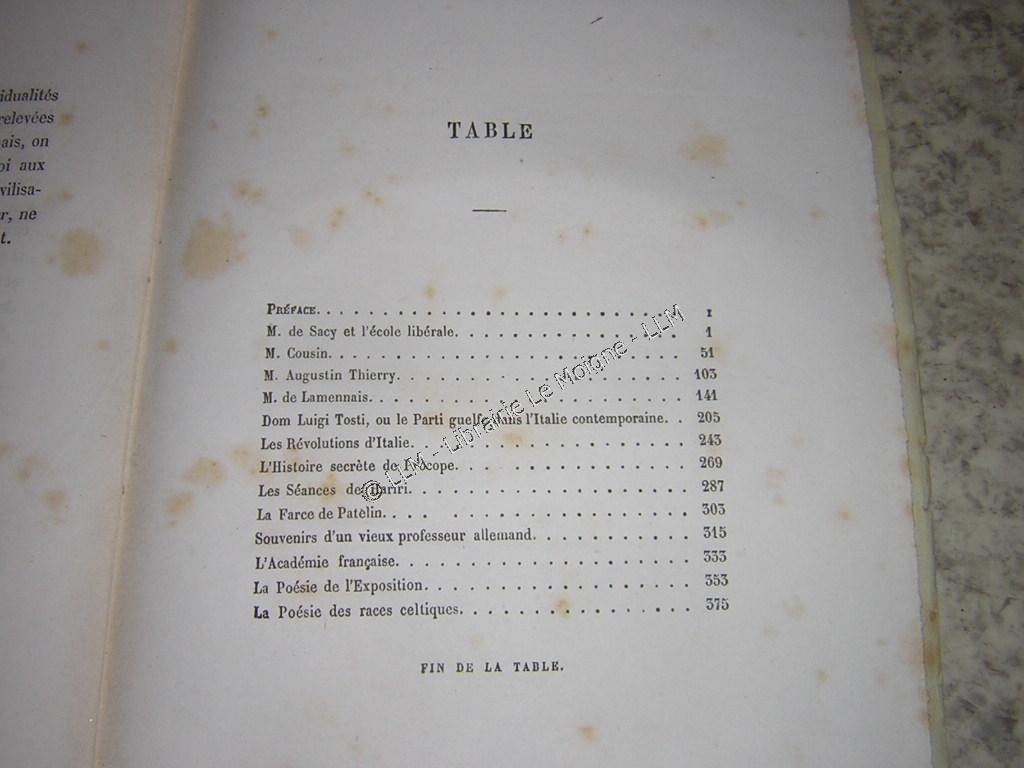 idualités
relevées
ais, on
oi aux
vilisa-
er, ne
t.
TABLE
PRÉFACE. . . . . . . . . . . . . . . . . . . . . . . . . . . I
M. de Sacy et l'école libérale. . . . . . . . . . . . . . . . . 1
M. Cousin. . . . . . . . . . . . . . . . . . . . . . . . . . 51
M. Augustin Thierry. . . . . . . . . . . . . . . . . . . . . 103
M. de Lamennais. . . . . . . . . . . . . . . . . . . . . . . 141
Dom Luigi Tosti, ou le Parti guelfe dans l'Italie contemporaine. . 205
Les Révolutions d'Italie. . . . . . . . . . . . . . . . . . . . 243
L'Histoire secrète de Procope. . . . . . . . . . . . . . . . . 269
Les Séances de Hariri. . . . . . . . . . . . . . . . . . . . . 287
La Farce de Patelin. . . . . . . . . . . . . . . . . . . . . . 303
Souvenirs d'un vieux professeur allemand. . . . . . . . . . . . 315
L'Académie française. . . . . . . . . . . . . . . . . . . . . 333
La Poésie de l'Exposition. . . . . . . . . . . . . . . . . . . 353
La Poésie des races celtiques. . . . . . . . . . . . . . . . . 375
FIN DE LA TABLE.
© LLM - Librairie Le Moigne - LLM